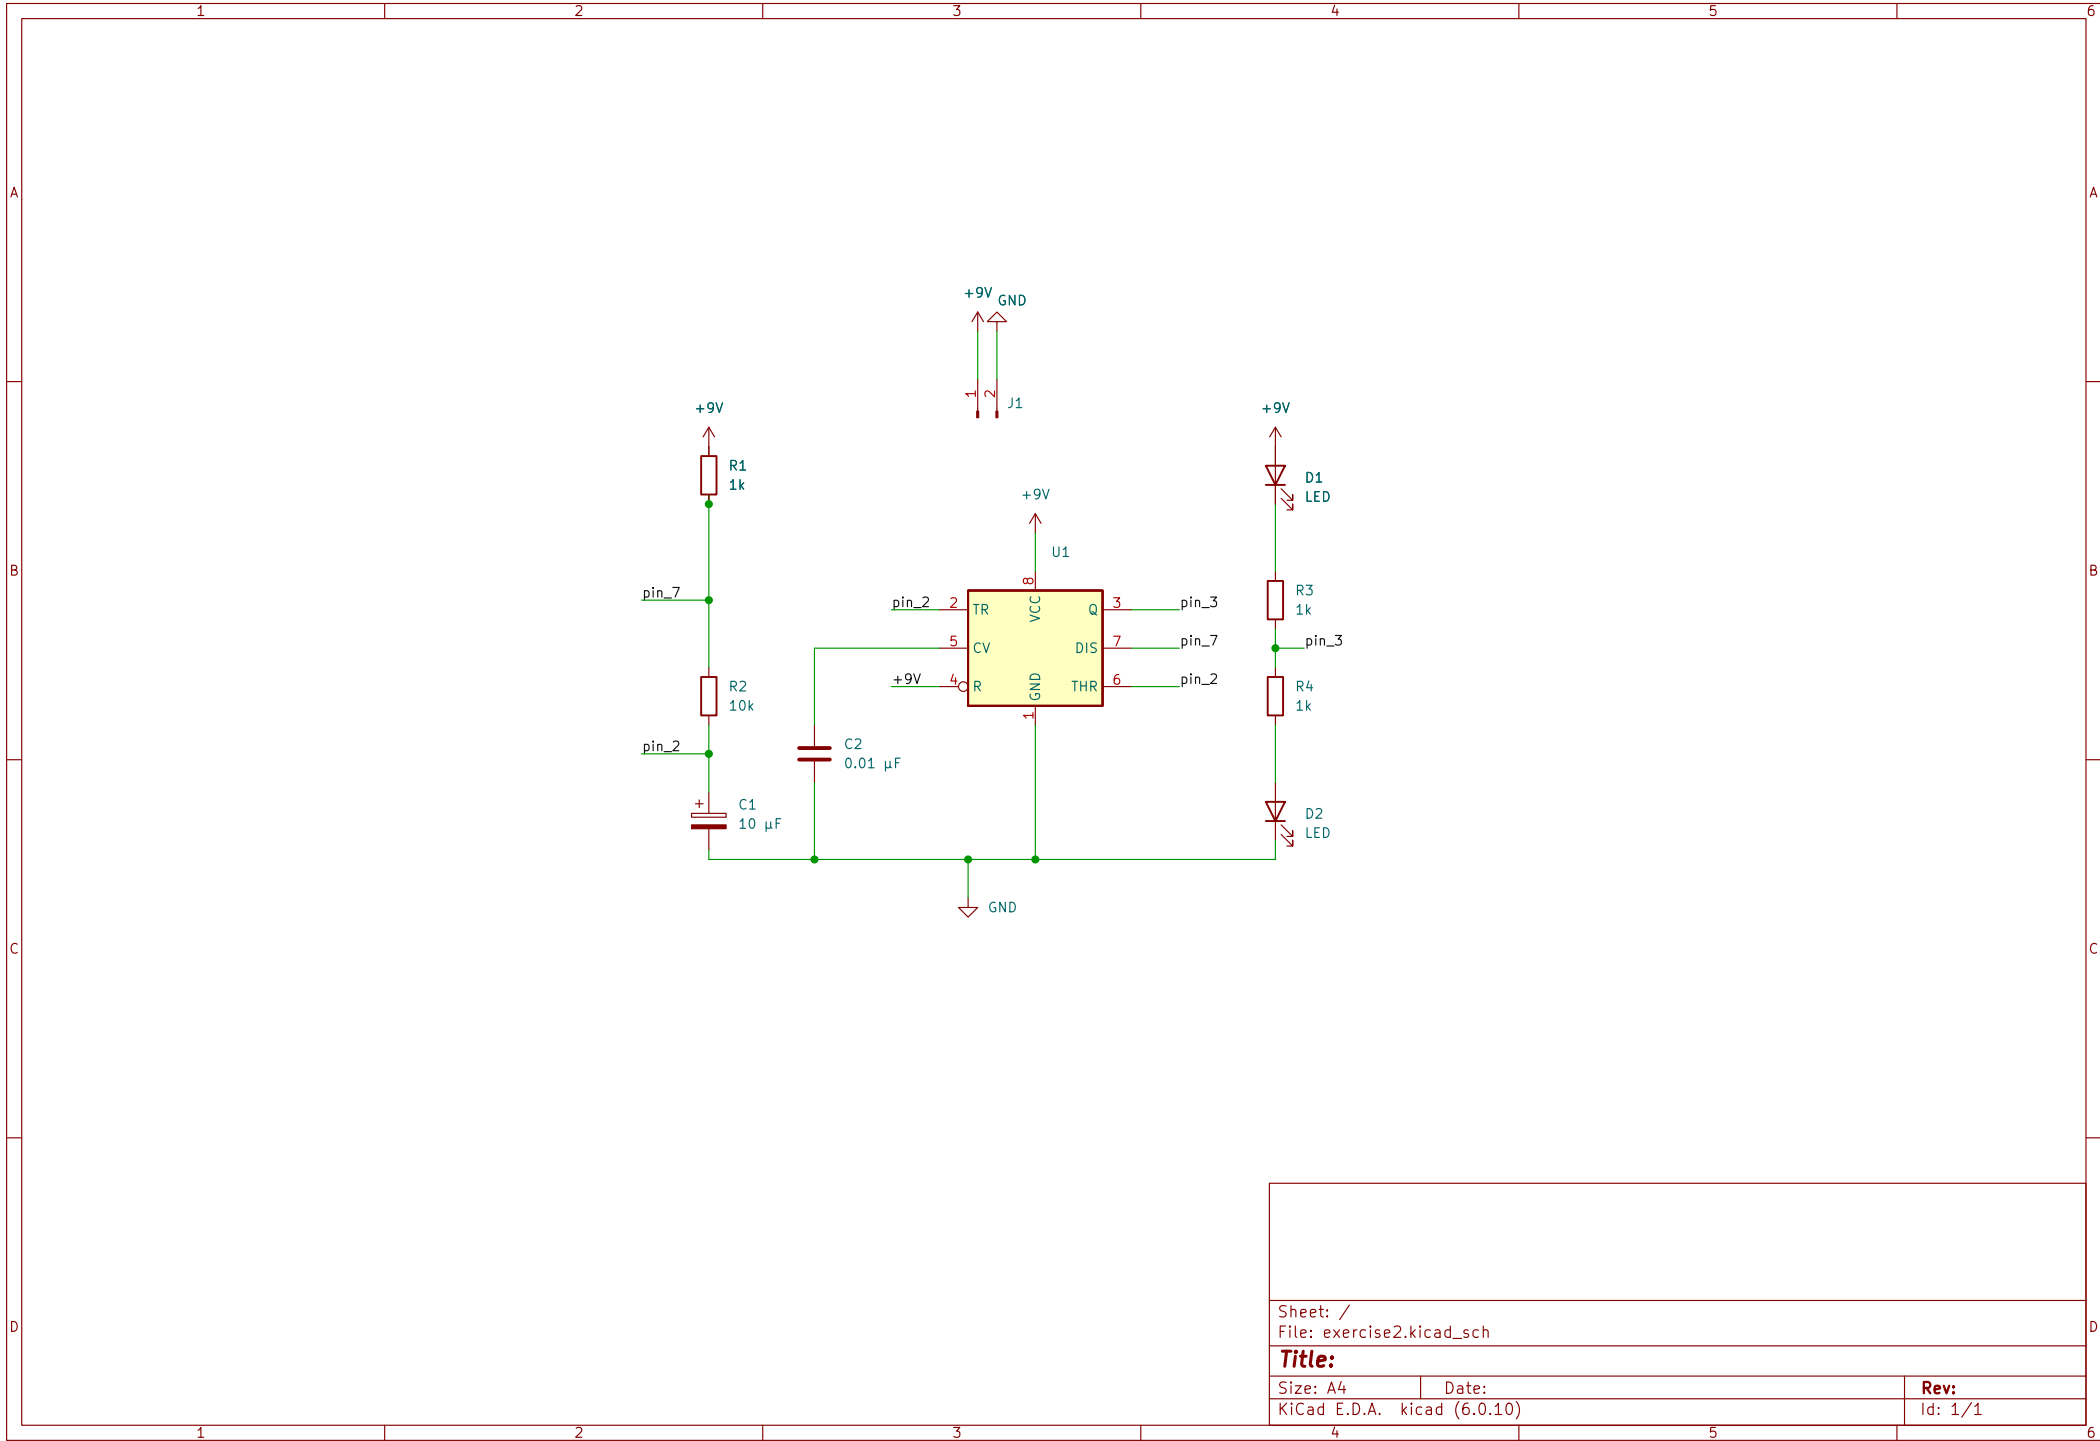 1 2 3 4 5 6
A A
+9V GND
1 2 J1
+9V
+9V
R1
1k
D1
LED
+9V
U1
B B
8
pin_7
R3
1k
pin_2 2 TR VCC Q 3 pin_3
5 CV DIS 7 pin_7
pin_3
+9V 4 R GND THR 6 pin_2
1
R2
10k
R4
1k
pin_2
C2
0.01 µF
+ C1
10 µF
D2
LED
GND
C C
Sheet: /
File: exercise2.kicad_sch
D D
Title:
Size: A4 Date: Rev:
KiCad E.D.A. kicad (6.0.10) Id: 1/1
1 2 3 4 5 6